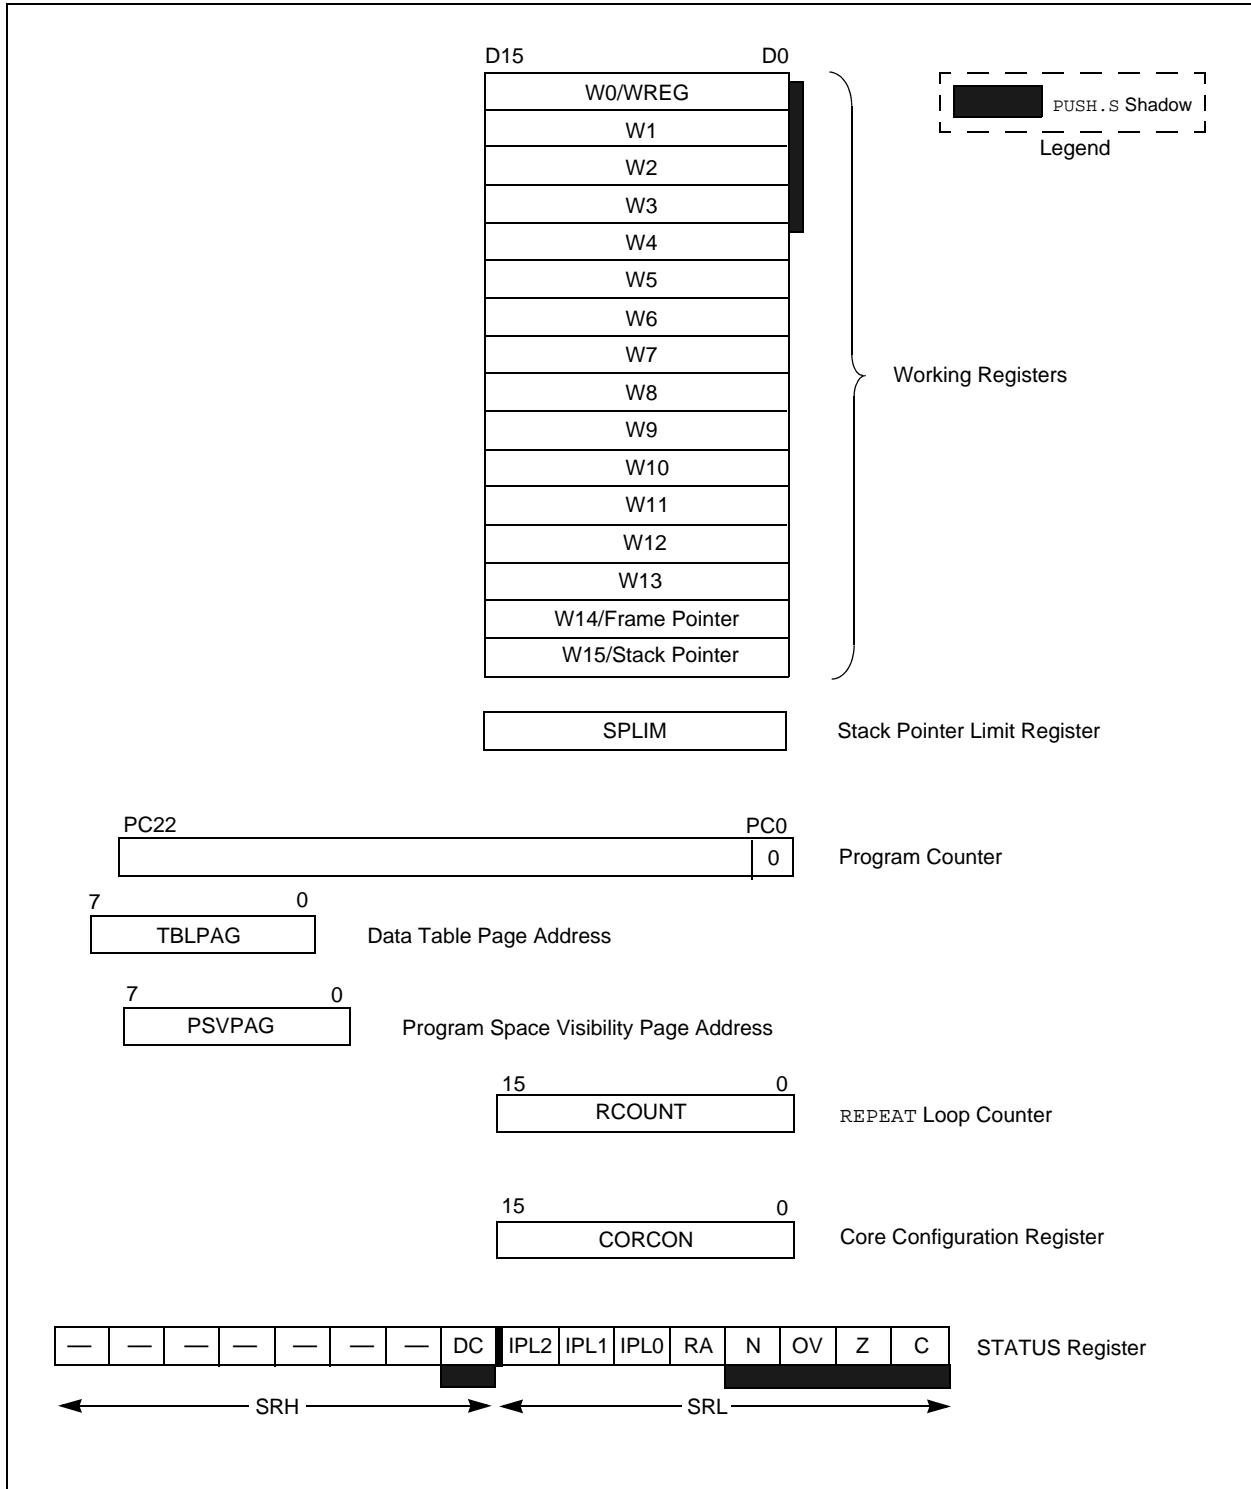 D15 D0
W0/WREG
W1
W2
W3
W4
W5
W6
W7
W8
W9
W10
W11
W12
W13
W14/Frame Pointer
W15/Stack Pointer
Working Registers
PUSH.S Shadow
Legend
SPLIM Stack Pointer Limit Register
PC22 PC0
0 Program Counter
7 0
TBLPAG Data Table Page Address
7 0
PSVPAG Program Space Visibility Page Address
15 0
RCOUNT REPEAT Loop Counter
15 0
CORCON Core Configuration Register
— — — — — — — DC IPL2 IPL1 IPL0 RA N OV Z C STATUS Register
SRH SRL